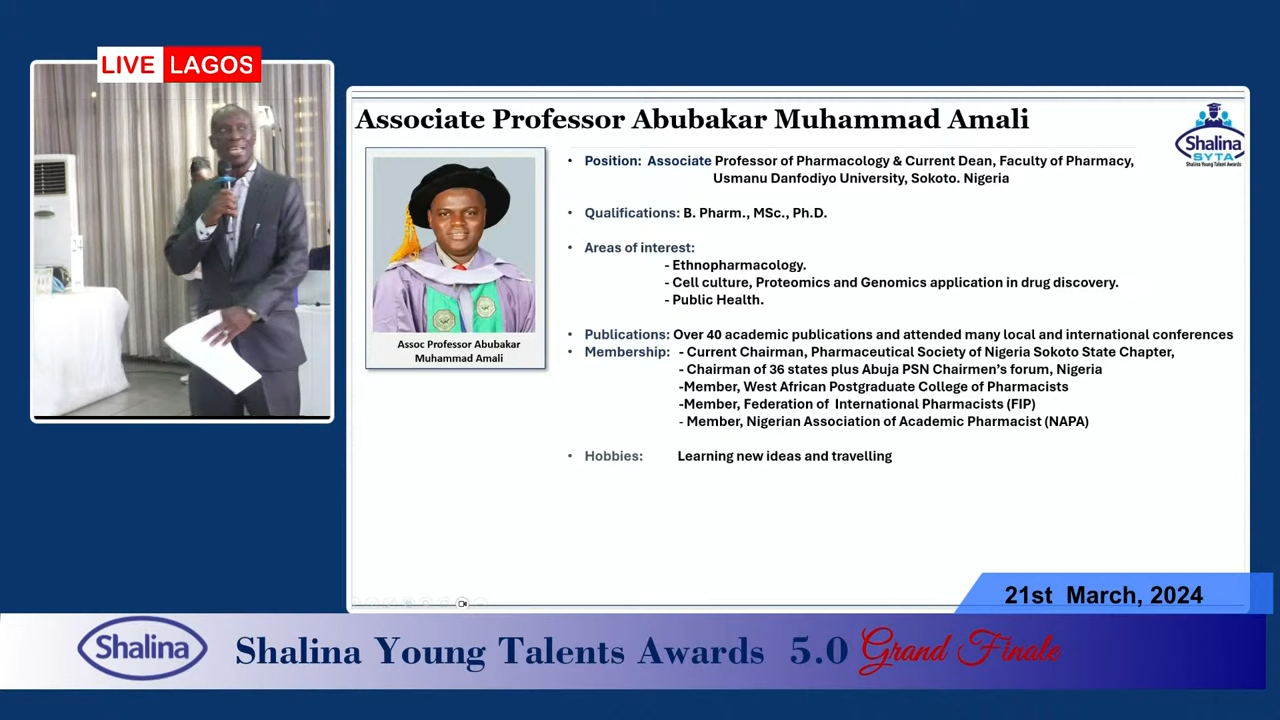 LIVE LAGOS
Associate Professor Abubakar Muhammad Amali
Shalina
SYTA
Shalina Young Talent Awards
Assoc Professor Abubakar
Muhammad Amali
• Position: Associate Professor of Pharmacology & Current Dean, Faculty of Pharmacy,
Usmanu Danfodiyo University, Sokoto. Nigeria
• Qualifications: B. Pharm., MSc., Ph.D.
• Areas of interest:
- Ethnopharmacology.
- Cell culture, Proteomics and Genomics application in drug discovery.
- Public Health.
• Publications: Over 40 academic publications and attended many local and international conferences
• Membership: - Current Chairman, Pharmaceutical Society of Nigeria Sokoto State Chapter,
- Chairman of 36 states plus Abuja PSN Chairmen's forum, Nigeria
-Member, West African Postgraduate College of Pharmacists
-Member, Federation of International Pharmacists (FIP)
- Member, Nigerian Association of Academic Pharmacist (NAPA)
• Hobbies: Learning new ideas and travelling
21st March, 2024
Shalina
Shalina Young Talents Awards 5.0 Grand Finale